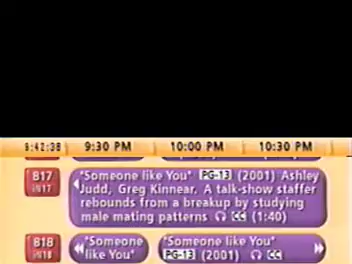 9:42:38 9:30 PM 10:00 PM 10:30 PM
817 "Someone like You" PG-13 (2001) Ashley
IN17 Judd, Greg Kinnear. A talk-show staffer
rebounds from a breakup by studying
male mating patterns CC (1:40)
818 "Someone "Someone like You"
IN18 like You" PG-13 (2001) CC